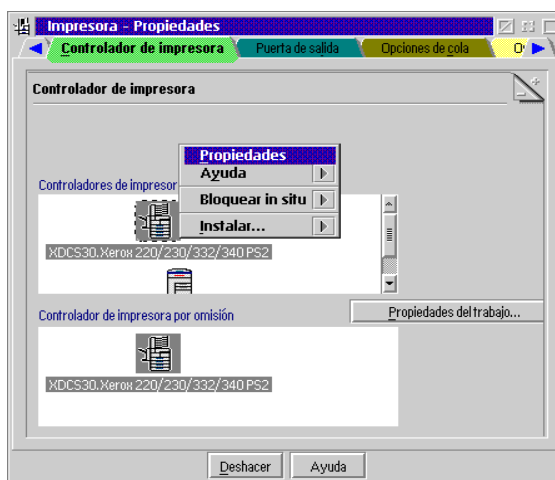 Impresora - Propiedades
Controlador de impresora
Puerta de salida
Opciones de cola
Controlador de impresora
Propiedades
Ayuda
Bloquear in situ
Instalar...
Controladores de impresor
XDCS30.Xerox 220/230/332/340 PS2
Propiedades del trabajo...
Controlador de impresora por omisión
XDCS30.Xerox 220/230/332/340 PS2
Deshacer
Ayuda